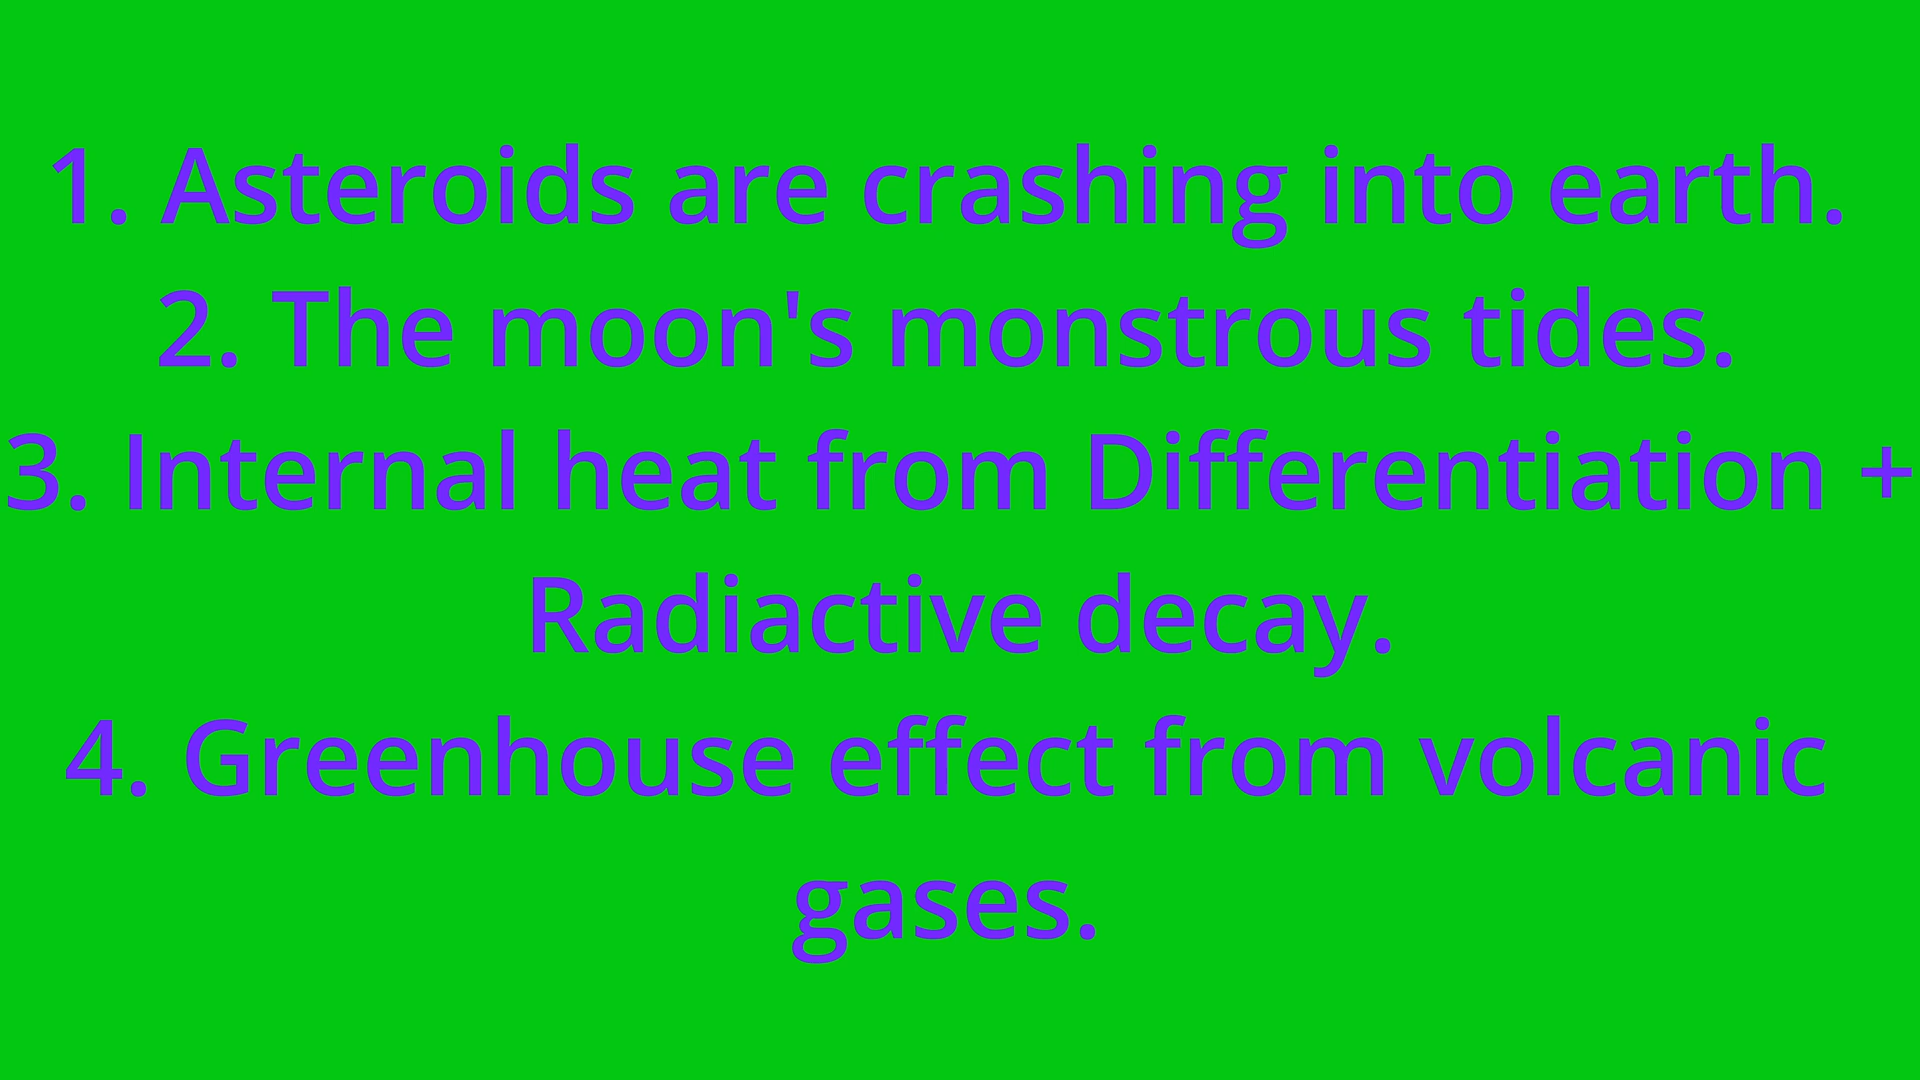 1. Asteroids are crashing into earth.
2. The moon's monstrous tides.
3. Internal heat from Differentiation +
Radiactive decay.
4. Greenhouse effect from volcanic
gases.